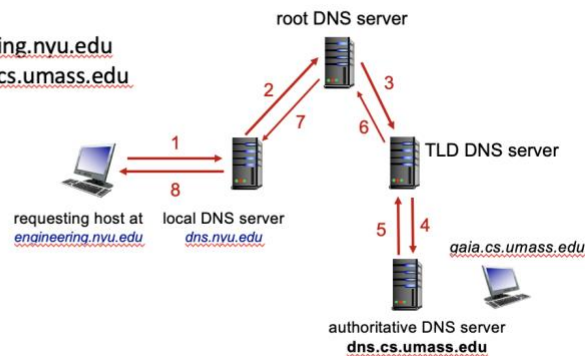 root DNS server
ing.nyu.edu
cs.umass.edu
2
3
7
6
1
TLD DNS server
8
requesting host at
engineering.nyu.edu
local DNS server
dns.nyu.edu
5
4
gaia.cs.umass.edu
authoritative DNS server
dns.cs.umass.edu